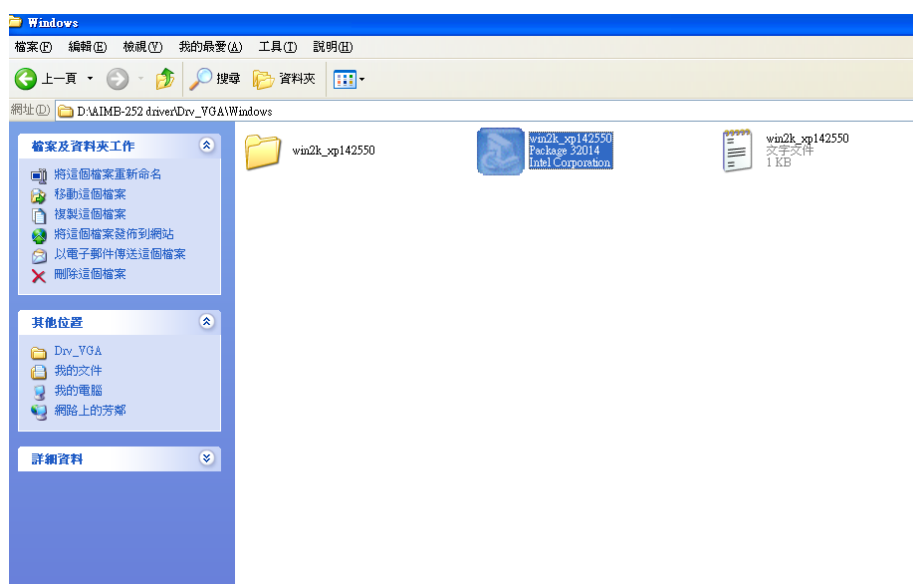 Windows
檔案(F) 編輯(E) 檢視(V) 我的最愛(A) 工具(T) 說明(H)
上一頁 搜尋 資料夾
網址(D) D:\AIMB-252 driver\Drv_VGA\Windows
檔案及資料夾工作
將這個檔案重新命名
移動這個檔案
複製這個檔案
將這個檔案發佈到網站
以電子郵件傳送這個檔案
刪除這個檔案
其他位置
Drv_VGA
我的文件
我的電腦
網路上的芳鄰
詳細資料
win2k_xp142550
win2k_xp142550
Package 32014
Intel Corporation
win2k_xp142550
文字文件
1 KB